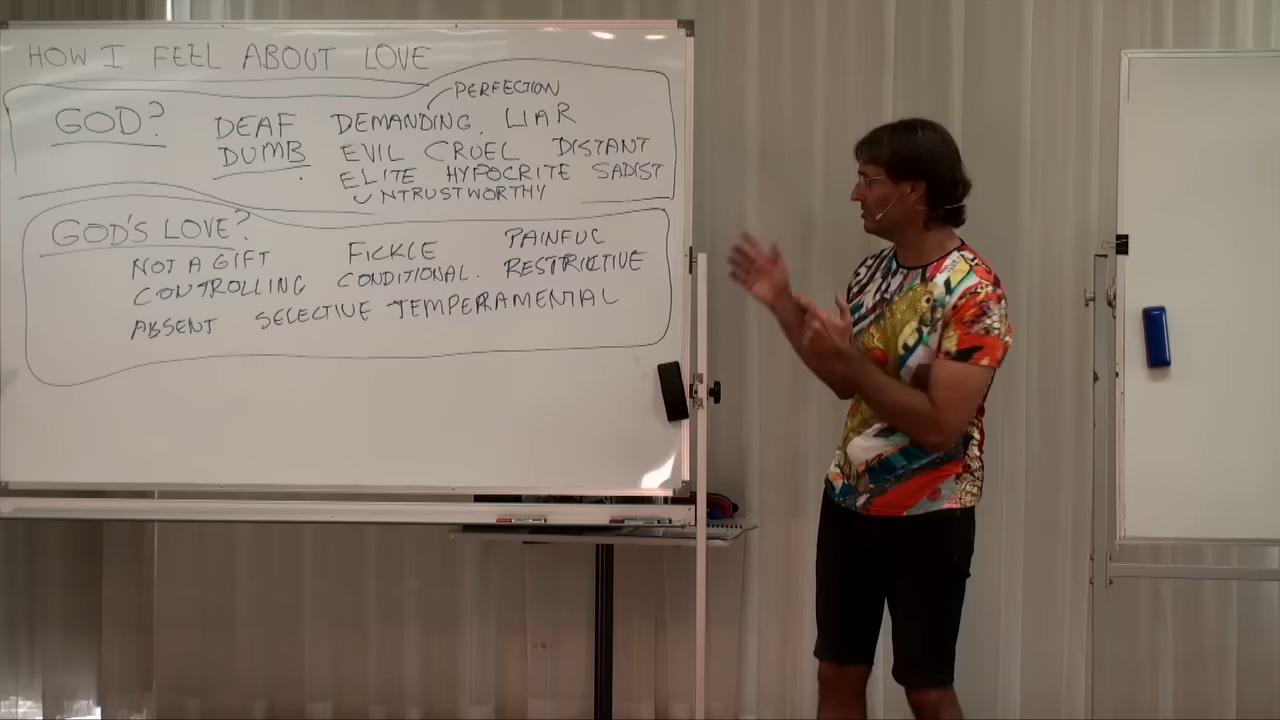 HOW I FEEL ABOUT LOVE
PERFECTION
GOD? DEAF DEMANDING. LIAR
DUMB EVIL CRUEL DISTANT
ELITE HYPOCRITE SADIST
UNTRUSTWORTHY
GOD'S LOVE?
NOT A GIFT FICKLE PAINFUL
CONTROLLING CONDITIONAL. RESTRICTIVE
ABSENT SELECTIVE TEMPERAMENTAL